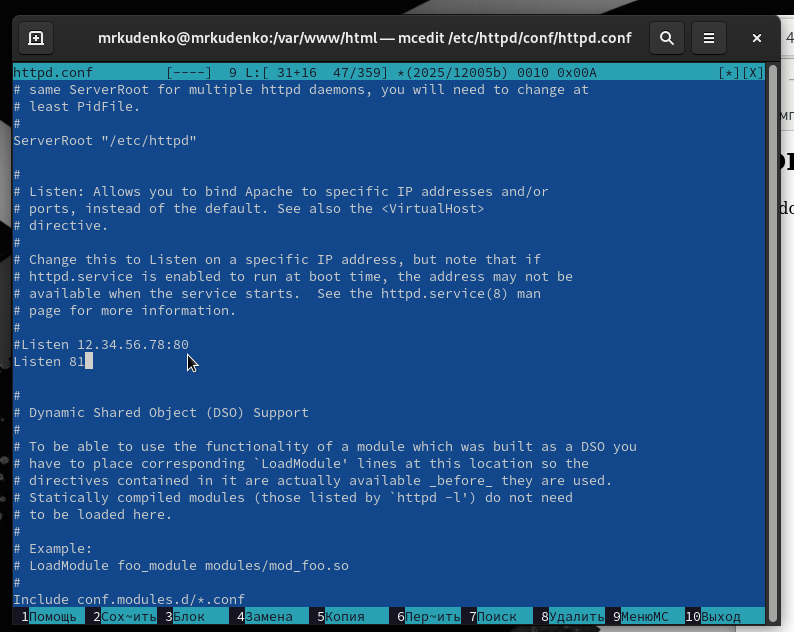 mrkudenko@mrkudenko:/var/www/html — mcedit /etc/httpd/conf/httpd.conf
httpd.conf [----] 9 L:[ 31+16 47/359] *(2025/12005b) 0010 0x00A [*][X]
# same ServerRoot for multiple httpd daemons, you will need to change at
# least PidFile.
#
ServerRoot "/etc/httpd"
#
# Listen: Allows you to bind Apache to specific IP addresses and/or
# ports, instead of the default. See also the <VirtualHost>
# directive.
#
# Change this to Listen on a specific IP address, but note that if
# httpd.service is enabled to run at boot time, the address may not be
# available when the service starts.  See the httpd.service(8) man
# page for more information.
#
#Listen 12.34.56.78:80
Listen 81
#
# Dynamic Shared Object (DSO) Support
#
# To be able to use the functionality of a module which was built as a DSO you
# have to place corresponding `LoadModule' lines at this location so the
# directives contained in it are actually available _before_ they are used.
# Statically compiled modules (those listed by `httpd -l') do not need
# to be loaded here.
#
# Example:
# LoadModule foo_module modules/mod_foo.so
#
Include conf.modules.d/*.conf
1Помощь 2Сох~ить 3Блок 4Замена 5Копия 6Пер~ить 7Поиск 8Удалить 9МенюМС 10Выход